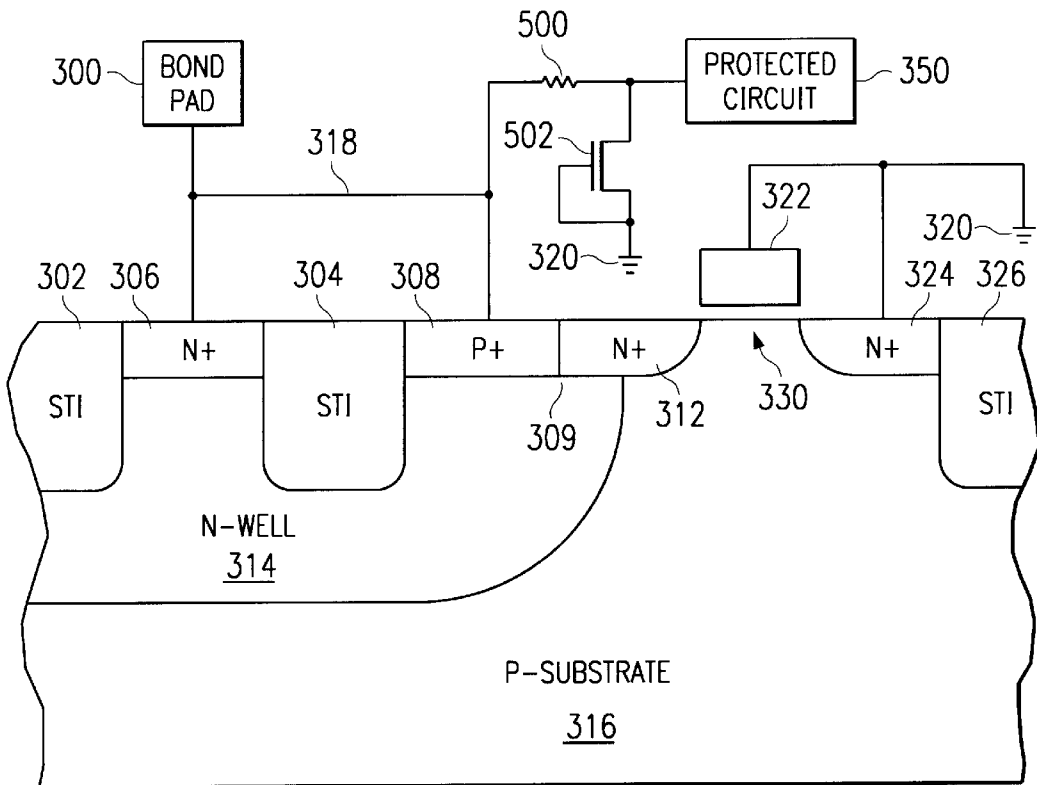 300
BOND
PAD
500
PROTECTED
CIRCUIT
350
502
318
322
320
320
302
306
304
308
324
326
N+
P+
N+
N+
STI
STI
STI
309
312
330
N-WELL
314
P-SUBSTRATE
316